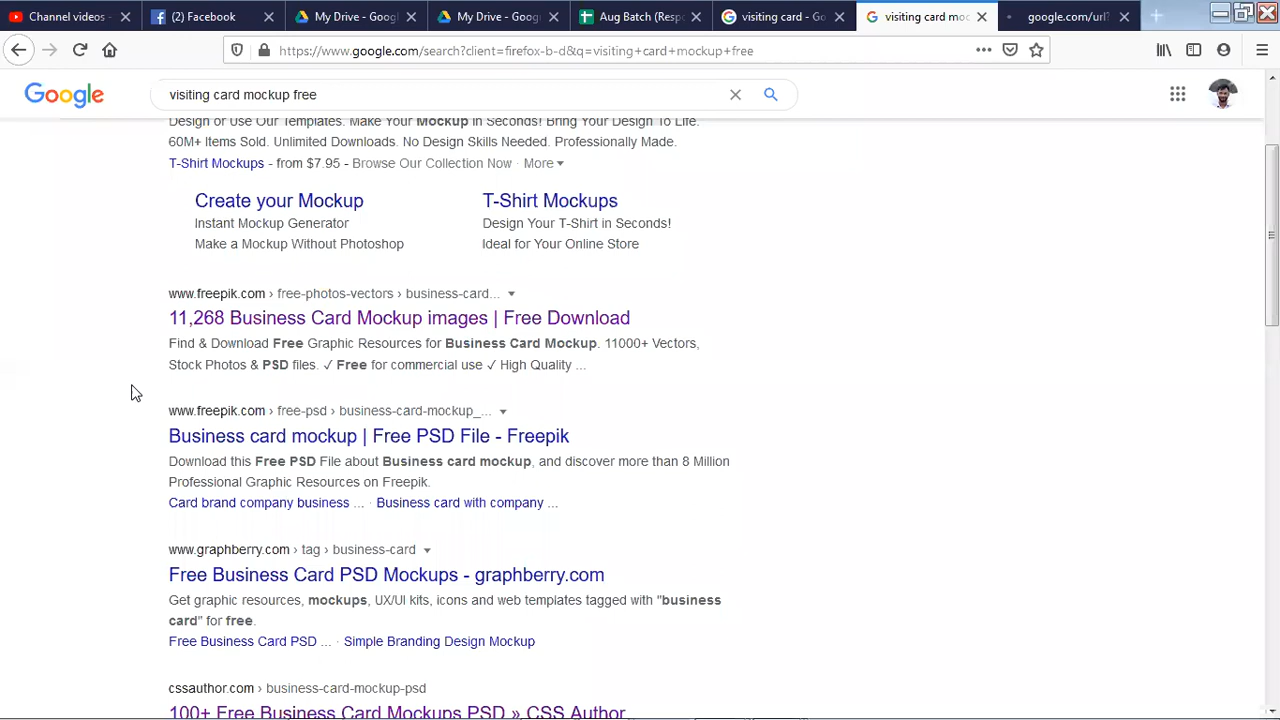 Channel videos -
(2) Facebook
My Drive - Googl
My Drive - Goog
Aug Batch (Respo
visiting card - Go
visiting card moc
google.com/url?
https://www.google.com/search?client=firefox-b-d&q=visiting+card+mockup+free
Google
visiting card mockup free
Design or Use Our Templates. Make Your Mockup in Seconds! Bring Your Design To Life.
60M+ Items Sold. Unlimited Downloads. No Design Skills Needed. Professionally Made.
T-Shirt Mockups - from $7.95 - Browse Our Collection Now · More
Create your Mockup
Instant Mockup Generator
Make a Mockup Without Photoshop
T-Shirt Mockups
Design Your T-Shirt in Seconds!
Ideal for Your Online Store
www.freepik.com › free-photos-vectors › business-card...
11,268 Business Card Mockup images | Free Download
Find & Download Free Graphic Resources for Business Card Mockup. 11000+ Vectors,
Stock Photos & PSD files. ✓ Free for commercial use ✓ High Quality ...
www.freepik.com › free-psd › business-card-mockup_...
Business card mockup | Free PSD File - Freepik
Download this Free PSD File about Business card mockup, and discover more than 8 Million
Professional Graphic Resources on Freepik.
Card brand company business ... · Business card with company ...
www.graphberry.com › tag › business-card
Free Business Card PSD Mockups - graphberry.com
Get graphic resources, mockups, UX/UI kits, icons and web templates tagged with "business
card" for free.
Free Business Card PSD ... · Simple Branding Design Mockup
cssauthor.com › business-card-mockup-psd
100+ Free Business Card Mockups PSD » CSS Author